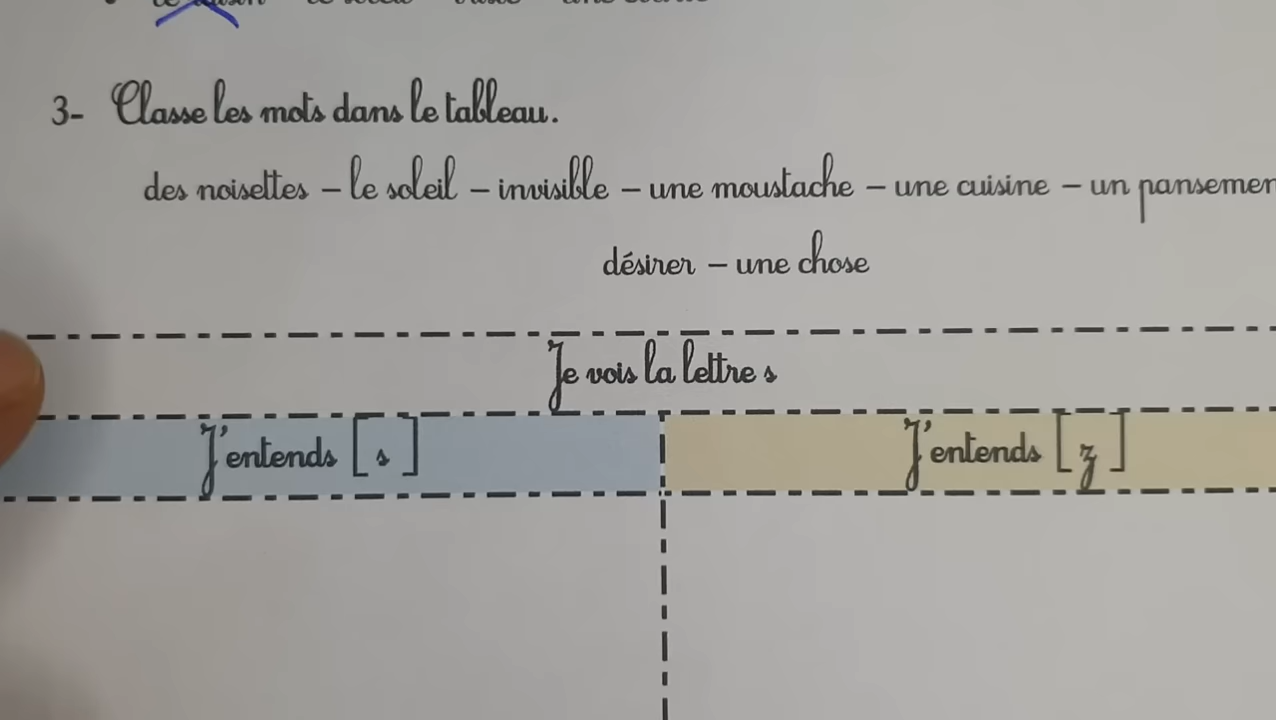 3- Classe les mots dans le tableau.
des noisettes – le soleil – invisible – une moustache – une cuisine – un pansemen
désirer – une chose
Je vois la lettre s
J'entends [s]
J'entends [z]